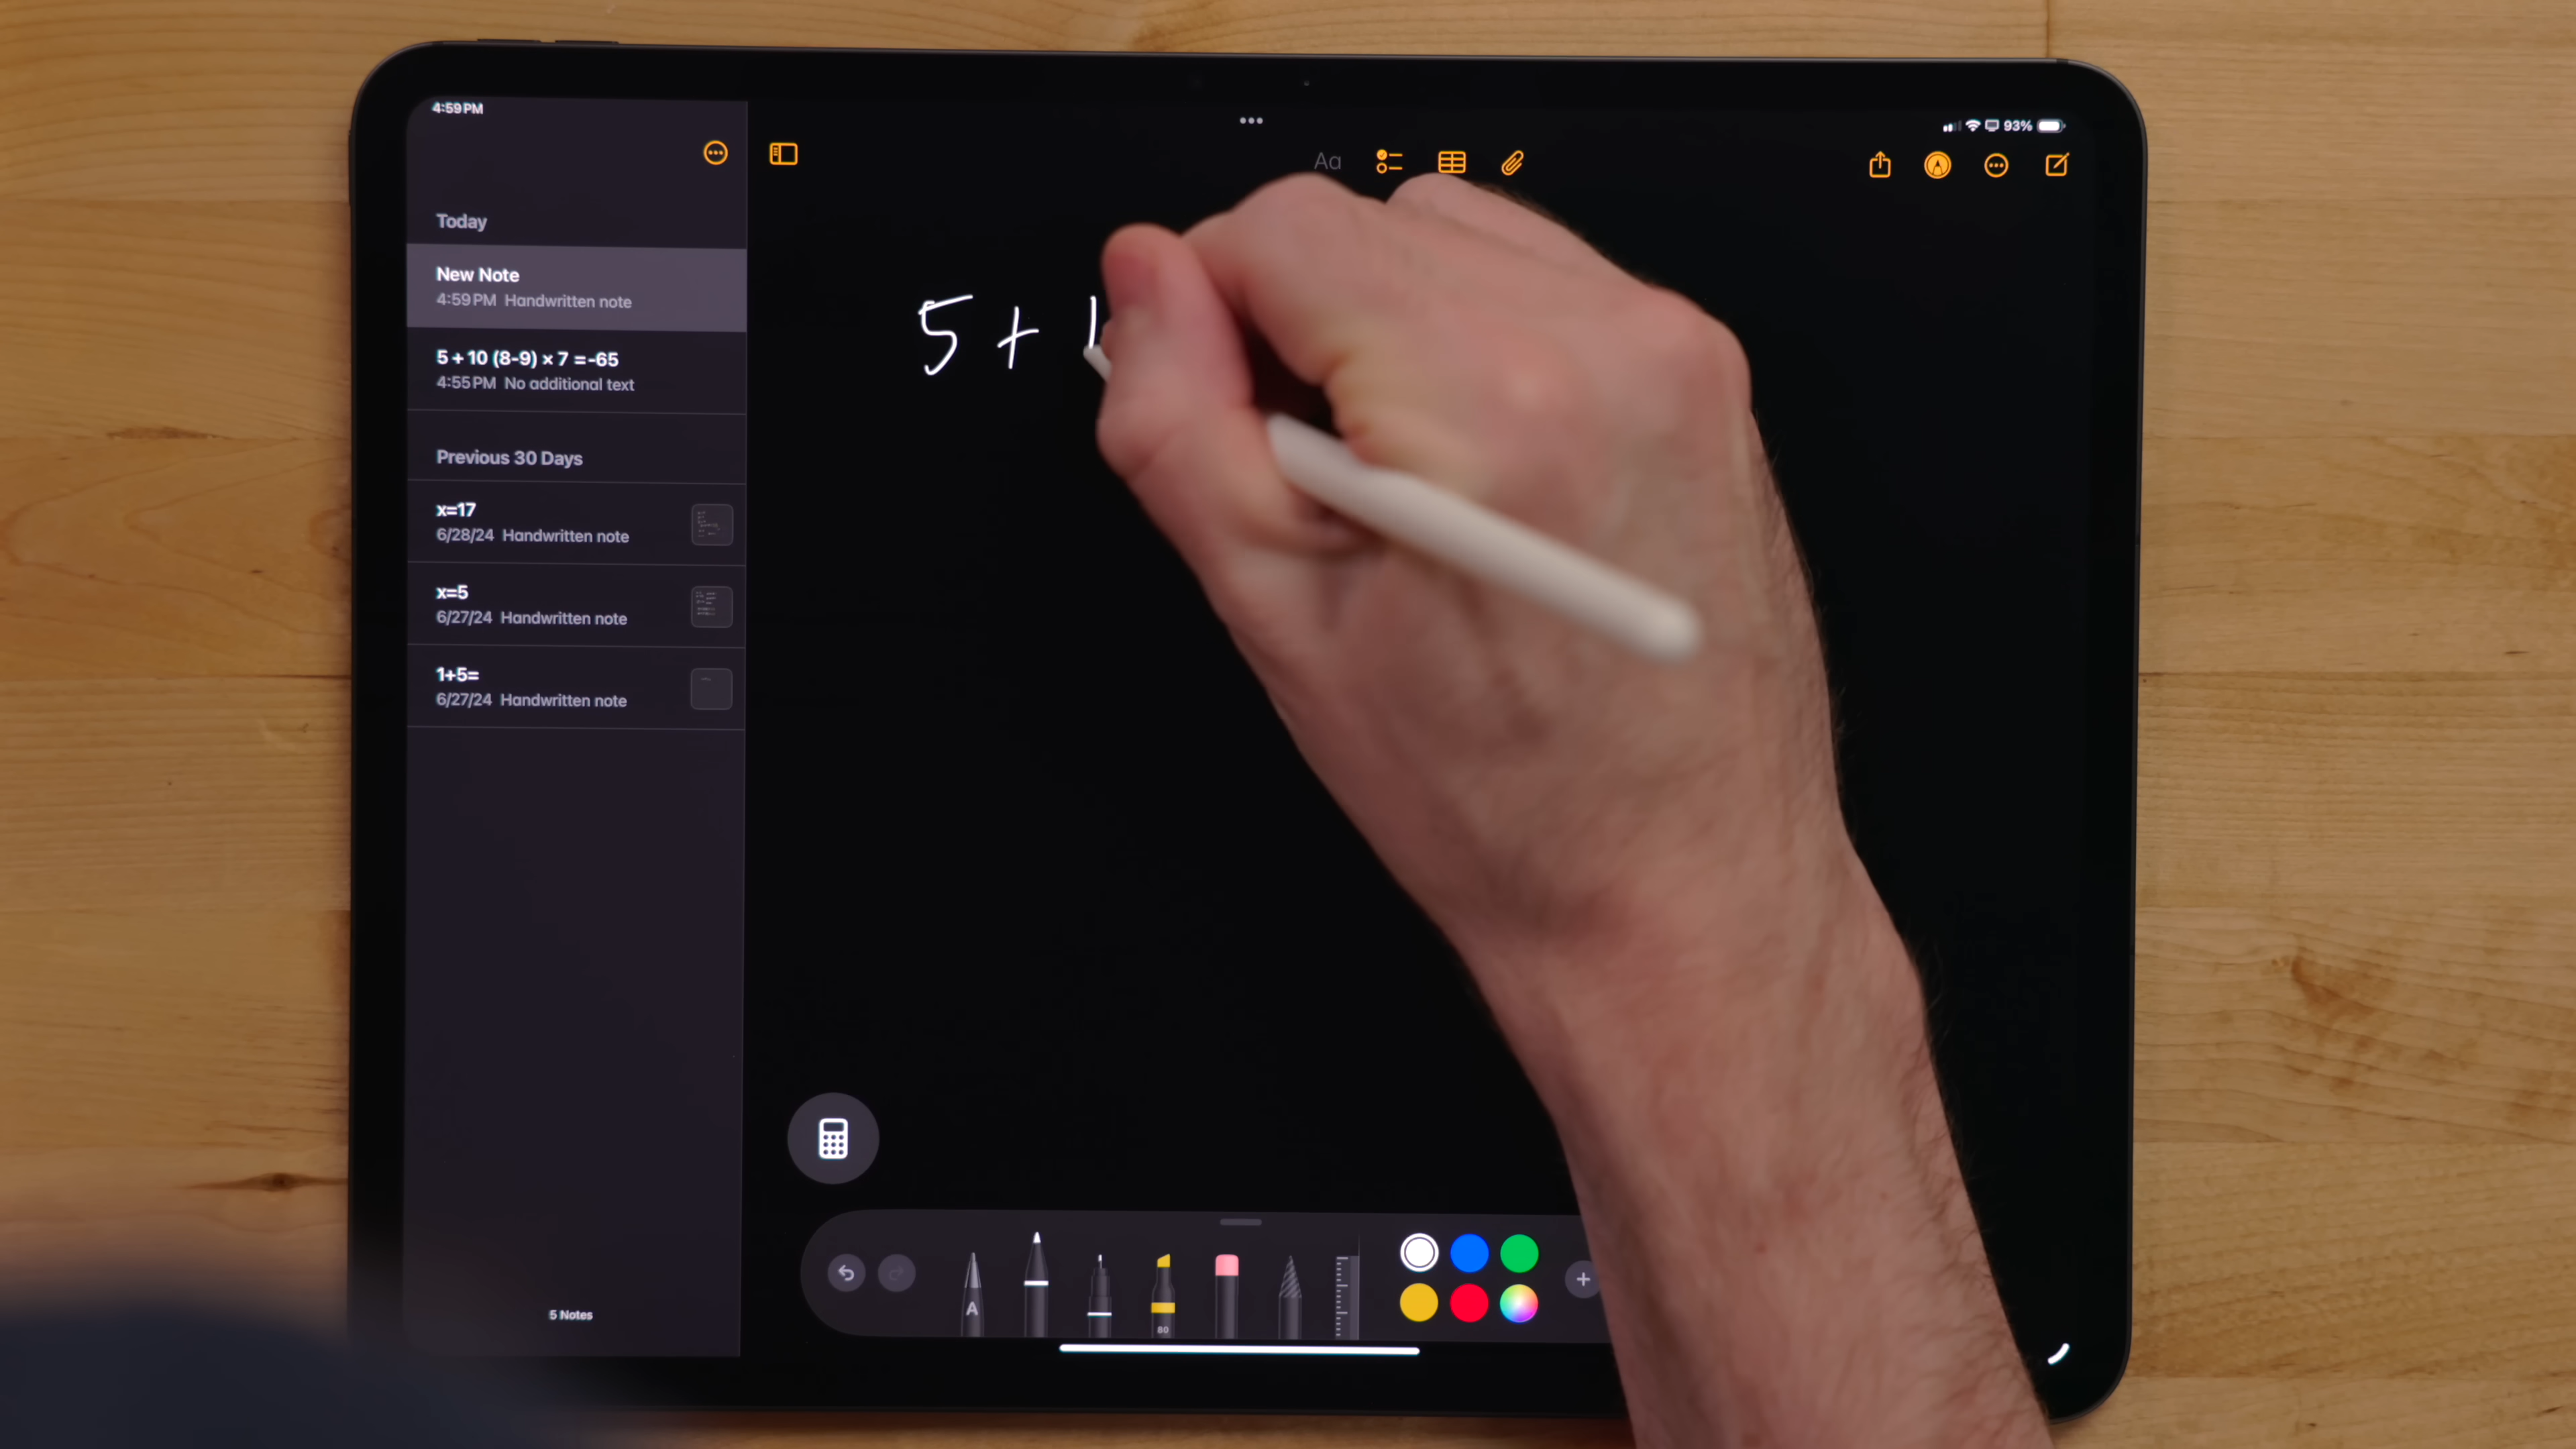 4:59 PM
93%
Aa
Today
New Note
4:59 PM Handwritten note
5 + 10 (8-9) × 7 =-65
4:55 PM No additional text
Previous 30 Days
x=17
6/28/24 Handwritten note
x=5
6/27/24 Handwritten note
1+5=
6/27/24 Handwritten note
5 Notes
5 + 1
A
80